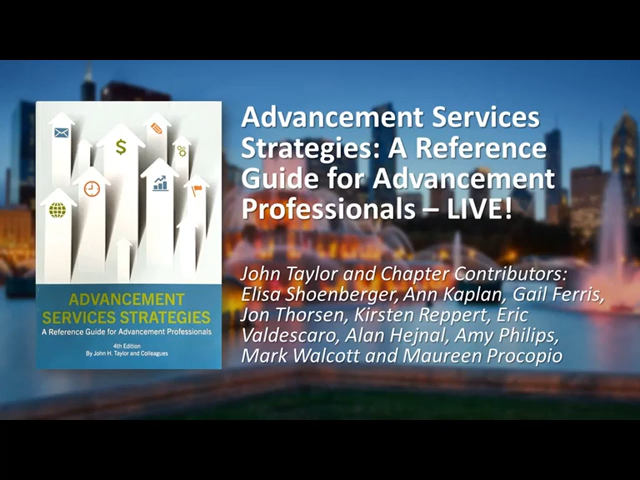 ADVANCEMENT
SERVICES STRATEGIES
A Reference Guide for Advancement Professionals
4th Edition
By John H. Taylor and Colleagues
Advancement Services
Strategies: A Reference
Guide for Advancement
Professionals – LIVE!
John Taylor and Chapter Contributors:
Elisa Shoenberger, Ann Kaplan, Gail Ferris,
Jon Thorsen, Kirsten Reppert, Eric
Valdescaro, Alan Hejnal, Amy Philips,
Mark Walcott and Maureen Procopio